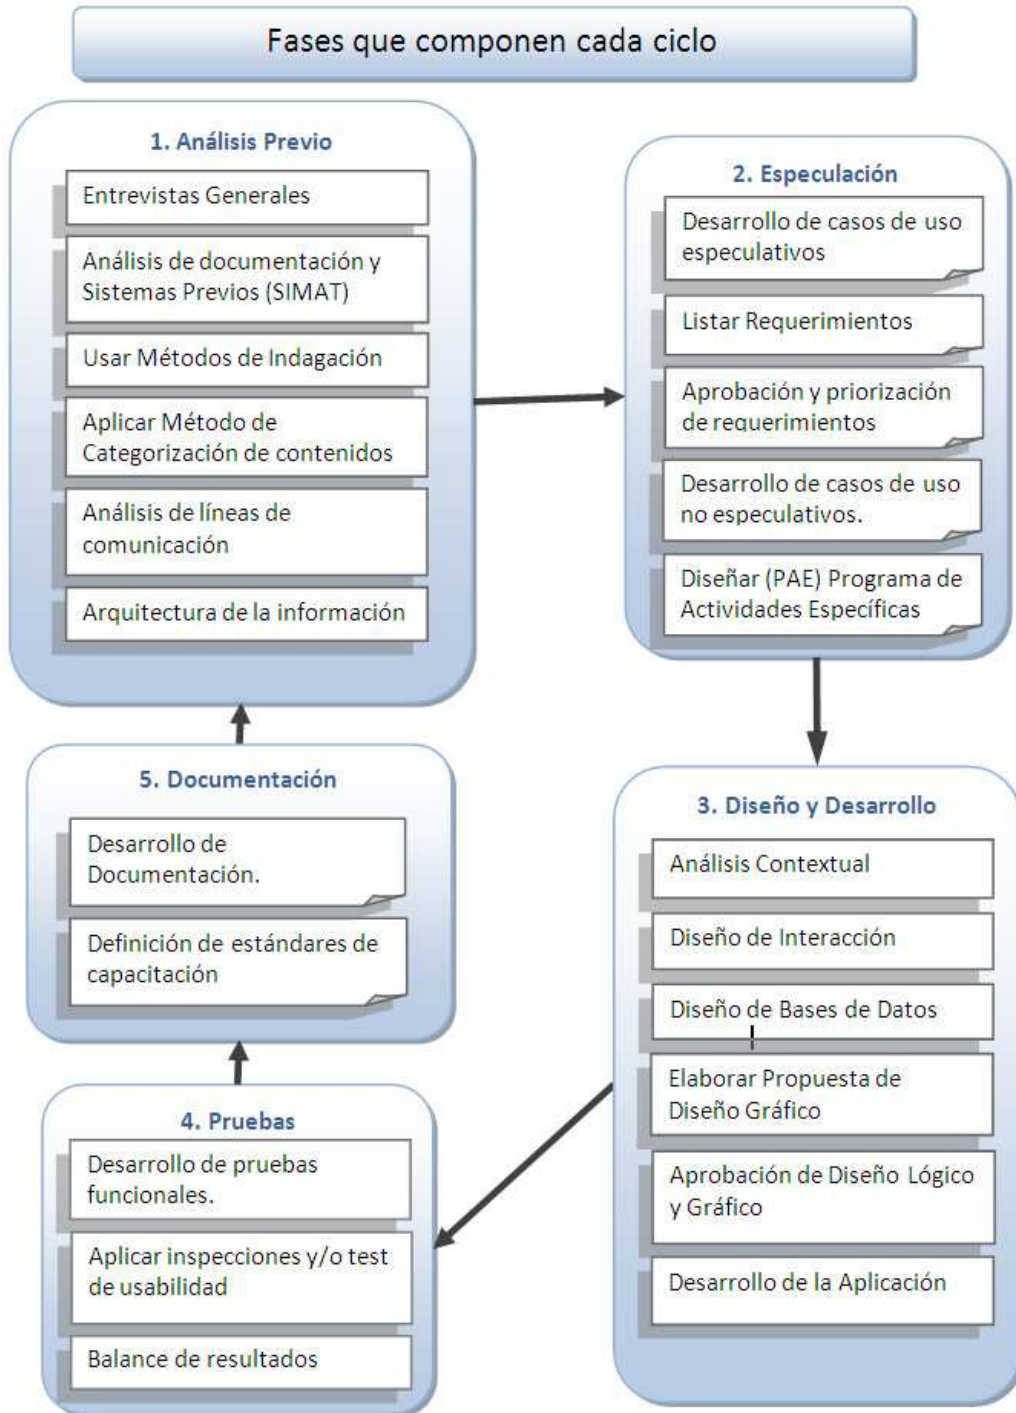 Fases que componen cada ciclo
1. Análisis Previo
Entrevistas Generales
Análisis de documentación y
Sistemas Previos (SIMAT)
Usar Métodos de Indagación
Aplicar Método de
Categorización de contenidos
Análisis de líneas de
comunicación
Arquitectura de la información
2. Especulación
Desarrollo de casos de uso
especulativos
Listar Requerimientos
Aprobación y priorización
de requerimientos
Desarrollo de casos de uso
no especulativos.
Diseñar (PAE) Programa de
Actividades Específicas
3. Diseño y Desarrollo
Análisis Contextual
Diseño de Interacción
Diseño de Bases de Datos
Elaborar Propuesta de
Diseño Gráfico
Aprobación de Diseño Lógico
y Gráfico
Desarrollo de la Aplicación
4. Pruebas
Desarrollo de pruebas
funcionales.
Aplicar inspecciones y/o test
de usabilidad
Balance de resultados
5. Documentación
Desarrollo de
Documentación.
Definición de estándares de
capacitación